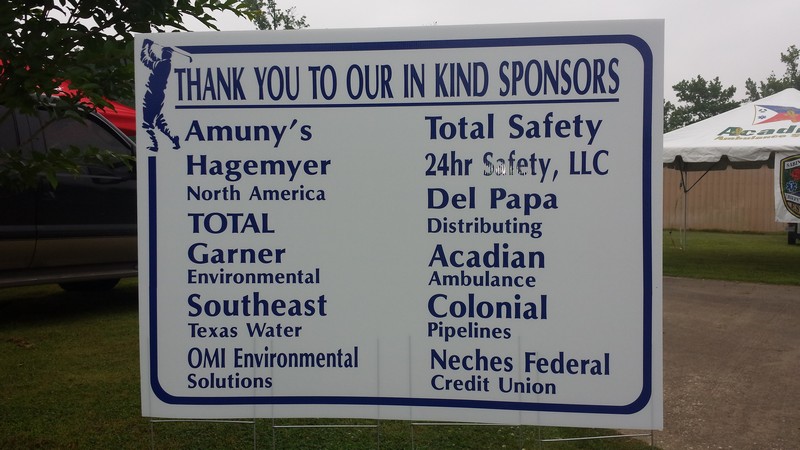 THANK YOU TO OUR IN KIND SPONSORS
Amuny's
Hagemyer
North America
TOTAL
Garner
Environmental
Southeast
Texas Water
OMI Environmental
Solutions
Total Safety
24hr Safety, LLC
Del Papa
Distributing
Acadian
Ambulance
Colonial
Pipelines
Neches Federal
Credit Union
Acadian